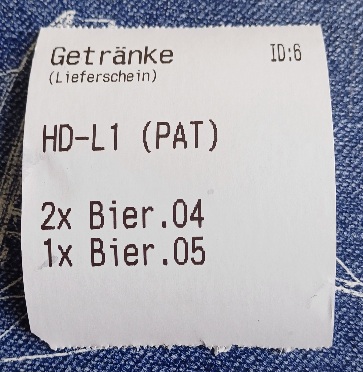 Getränke ID:6
(Lieferschein)
HD-L1 (PAT)
2x Bier.04
1x Bier.05